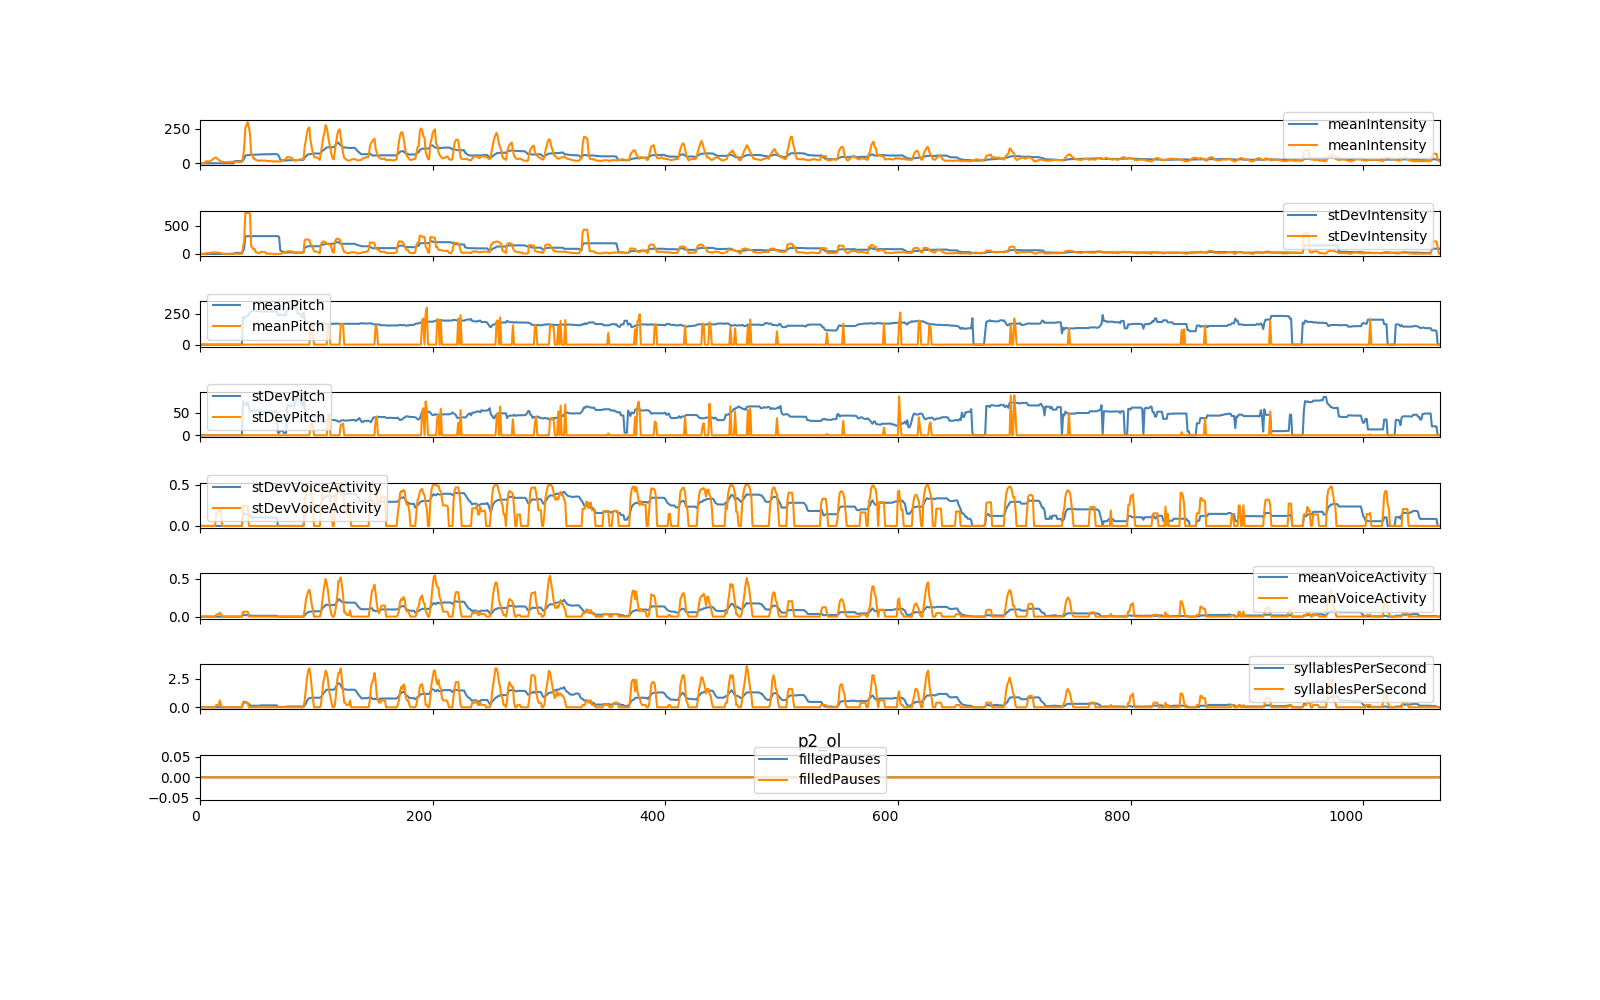 250
0
meanIntensity
meanIntensity
500
0
stDevIntensity
stDevIntensity
250
0
meanPitch
meanPitch
50
0
stDevPitch
stDevPitch
0.5
0.0
stDevVoiceActivity
stDevVoiceActivity
0.5
0.0
meanVoiceActivity
meanVoiceActivity
2.5
0.0
syllablesPerSecond
syllablesPerSecond
p2_ol
0.05
0.00
−0.05
filledPauses
filledPauses
0 200 400 600 800 1000